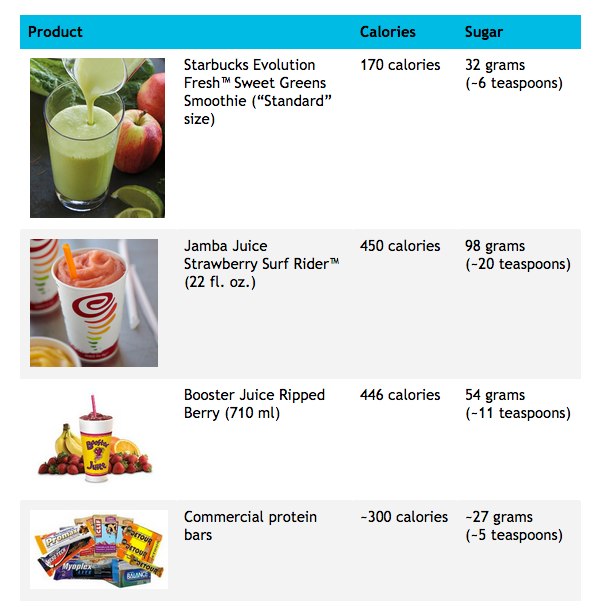 Product Calories Sugar
Starbucks Evolution 170 calories 32 grams
Fresh™ Sweet Greens (~6 teaspoons)
Smoothie (“Standard”
size)
Jamba Juice 450 calories 98 grams
Strawberry Surf Rider™ (~20 teaspoons)
(22 fl. oz.)
Booster Juice Ripped 446 calories 54 grams
Berry (710 ml) (~11 teaspoons)
Booster
Juice
Commercial protein ~300 calories ~27 grams
bars (~5 teaspoons)
Promax
DETOUR
DETOUR
Myoplex
BALANCE